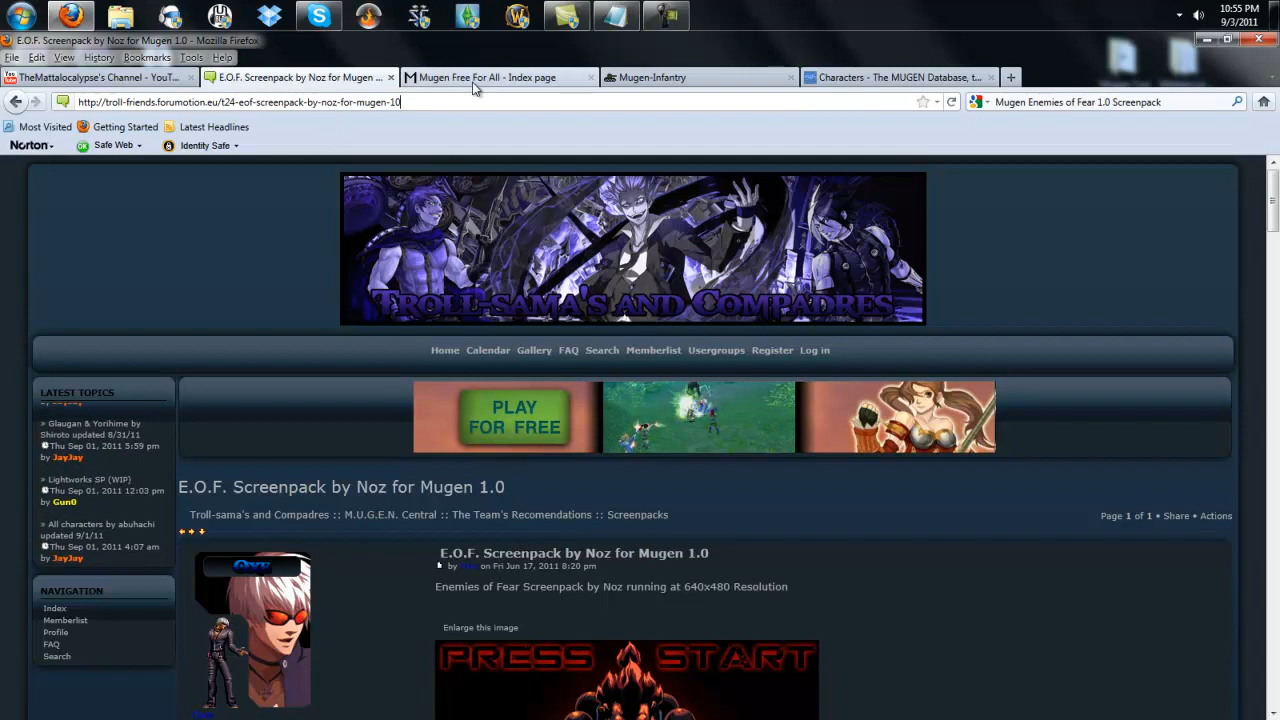 10:55 PM
9/3/2011
E.O.F. Screenpack by Noz for Mugen 1.0 - Mozilla Firefox
File Edit View History Bookmarks Tools Help
You Tube TheMattalocalypse's Channel - YouT...
E.O.F. Screenpack by Noz for Mugen ...
Mugen Free For All - Index page
Mugen-Infantry
Characters - The MUGEN Database, t...
http://troll-friends.forumotion.eu/t24-eof-screenpack-by-noz-for-mugen-10
Mugen Enemies of Fear 1.0 Screenpack
Most Visited Getting Started Latest Headlines
Norton OK Safe Web Identity Safe
TROLL-SAMA'S AND COMPADRES
Home Calendar Gallery FAQ Search Memberlist Usergroups Register Log in
LATEST TOPICS
» Glaugan & Yorihime by
Shiroto updated 8/31/11
Thu Sep 01, 2011 5:59 pm
by JayJay
» Lightworks SP (WIP)
Thu Sep 01, 2011 12:03 pm
by Gun0
» All characters by abuhachi
updated 9/1/11
Thu Sep 01, 2011 4:07 am
by JayJay
NAVIGATION
Index
Memberlist
Profile
FAQ
Search
PLAY
FOR FREE
E.O.F. Screenpack by Noz for Mugen 1.0
Troll-sama's and Compadres :: M.U.G.E.N. Central :: The Team's Recomendations :: Screenpacks
Page 1 of 1 • Share • Actions
E.O.F. Screenpack by Noz for Mugen 1.0
by on Fri Jun 17, 2011 8:20 pm
Enemies of Fear Screenpack by Noz running at 640x480 Resolution
Enlarge this image
PRESS START